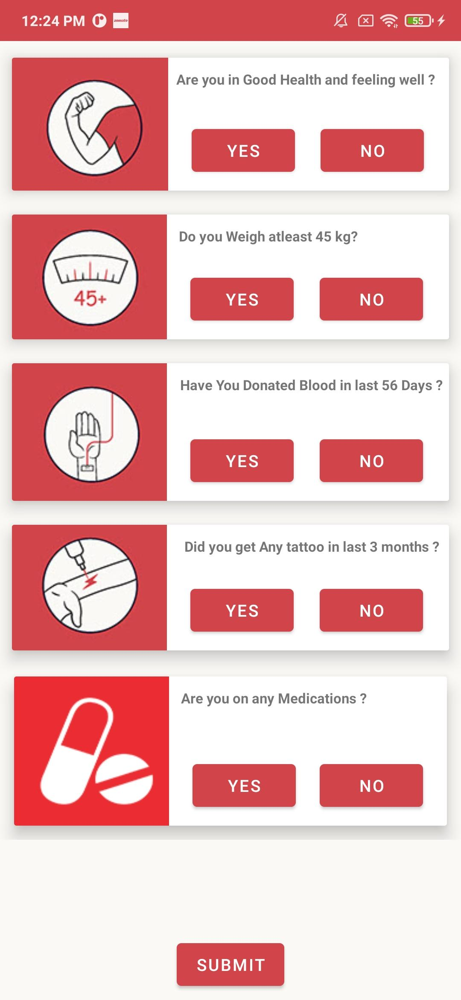 12:24 PM zomato 55
Are you in Good Health and feeling well ?
YES NO
Do you Weigh atleast 45 kg?
45+
YES NO
Have You Donated Blood in last 56 Days ?
YES NO
Did you get Any tattoo in last 3 months ?
YES NO
Are you on any Medications ?
YES NO
SUBMIT